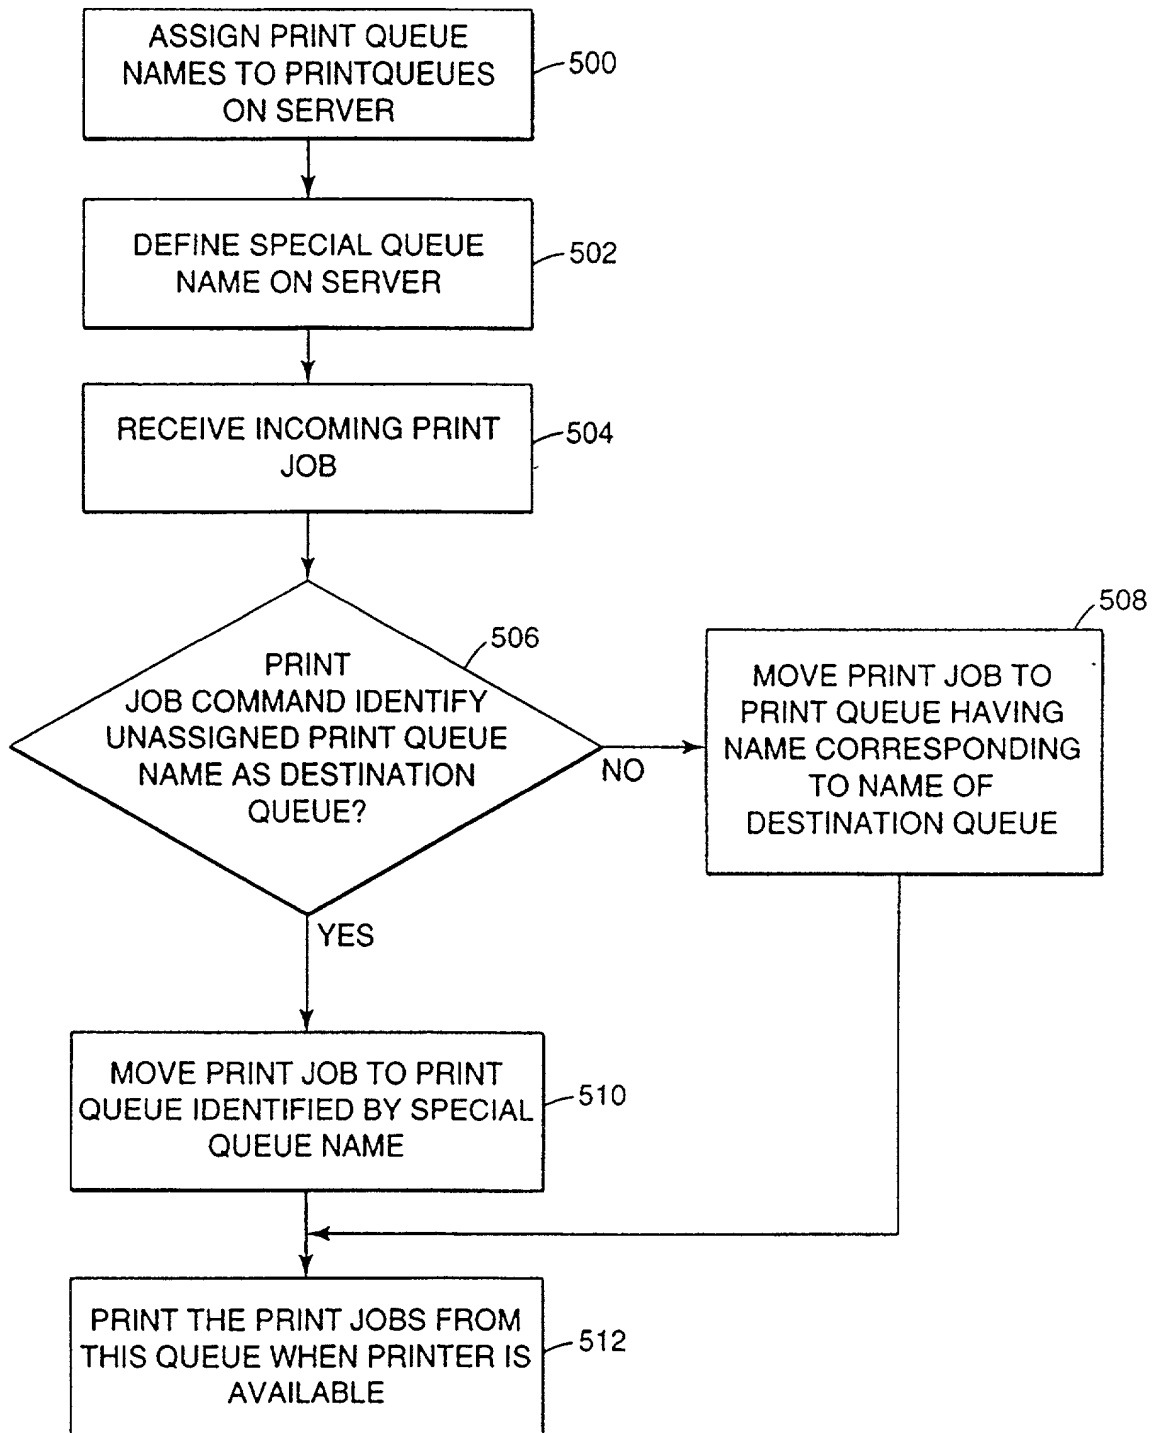 ASSIGN PRINT QUEUE
NAMES TO PRINTQUEUES
ON SERVER
500
DEFINE SPECIAL QUEUE
NAME ON SERVER
502
RECEIVE INCOMING PRINT
JOB
504
506
PRINT
JOB COMMAND IDENTIFY
UNASSIGNED PRINT QUEUE
NAME AS DESTINATION
QUEUE?
NO
508
MOVE PRINT JOB TO
PRINT QUEUE HAVING
NAME CORRESPONDING
TO NAME OF
DESTINATION QUEUE
YES
MOVE PRINT JOB TO PRINT
QUEUE IDENTIFIED BY SPECIAL
QUEUE NAME
510
PRINT THE PRINT JOBS FROM
THIS QUEUE WHEN PRINTER IS
AVAILABLE
512